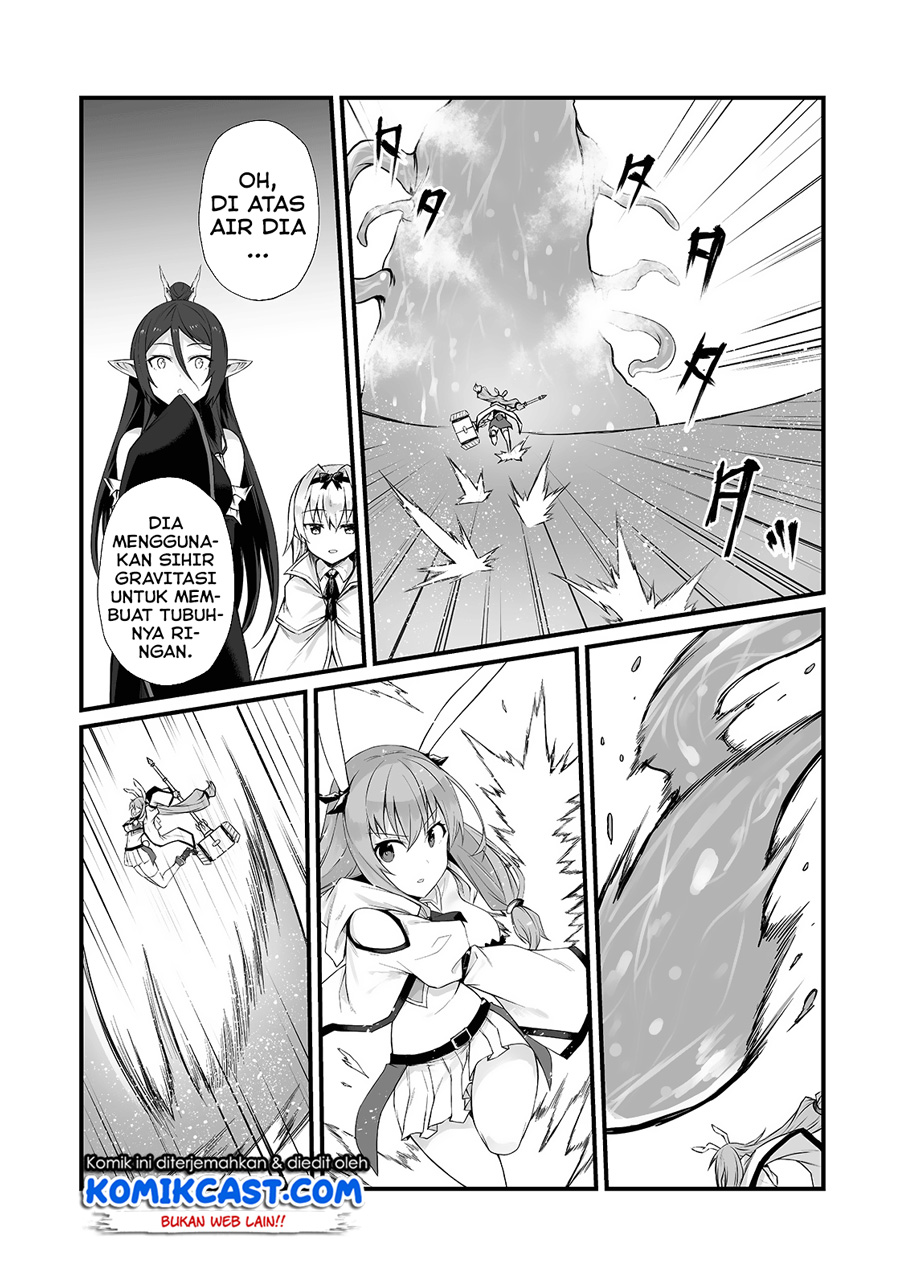 OH,
DI ATAS
AIR DIA
...
DIA
MENGGUNA-
KAN SIHIR
GRAVITASI
UNTUK MEM-
BUAT TUBUH-
NYA RI-
NGAN.
タ
タ
タ
タ
タ
タッ
Komik ini diterjemahkan & diedit oleh
KOMIKCAST.COM
BUKAN WEB LAIN!!